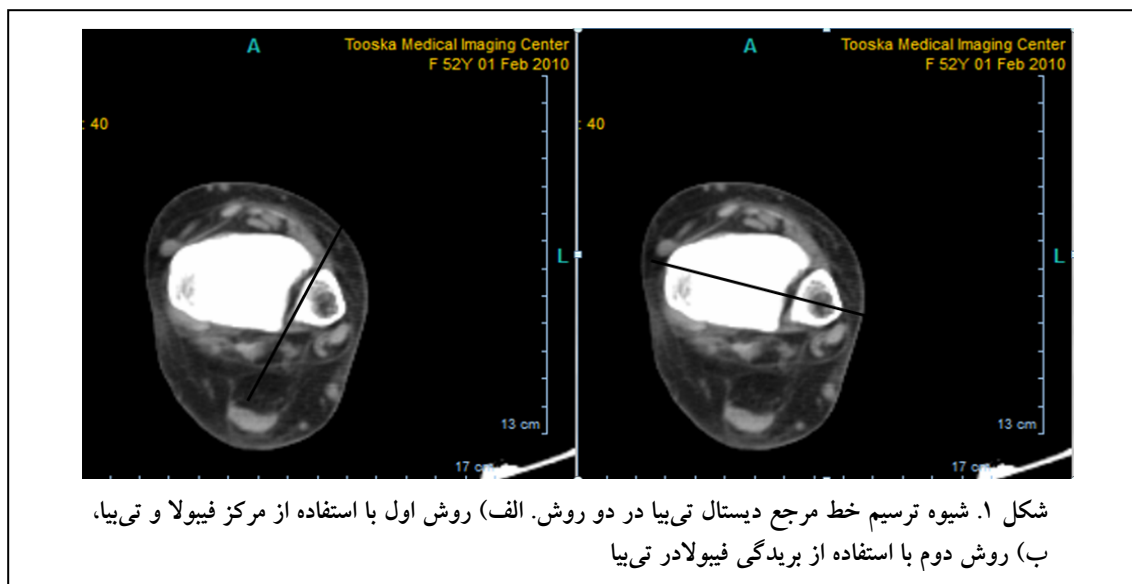 A
Tooska Medical Imaging Center
F 52Y 01 Feb 2010
: 40
L
13 cm
17 cm
A
Tooska Medical Imaging Center
F 52Y 01 Feb 2010
: 40
L
13 cm
17 cm
شکل ۱. شیوه ترسیم خط مرجع دیستال تی‌بیا در دو روش. الف) روش اول با استفاده از مرکز فیبولا و تی‌بیا،
ب) روش دوم با استفاده از بریدگی فیبولادر تی‌بیا